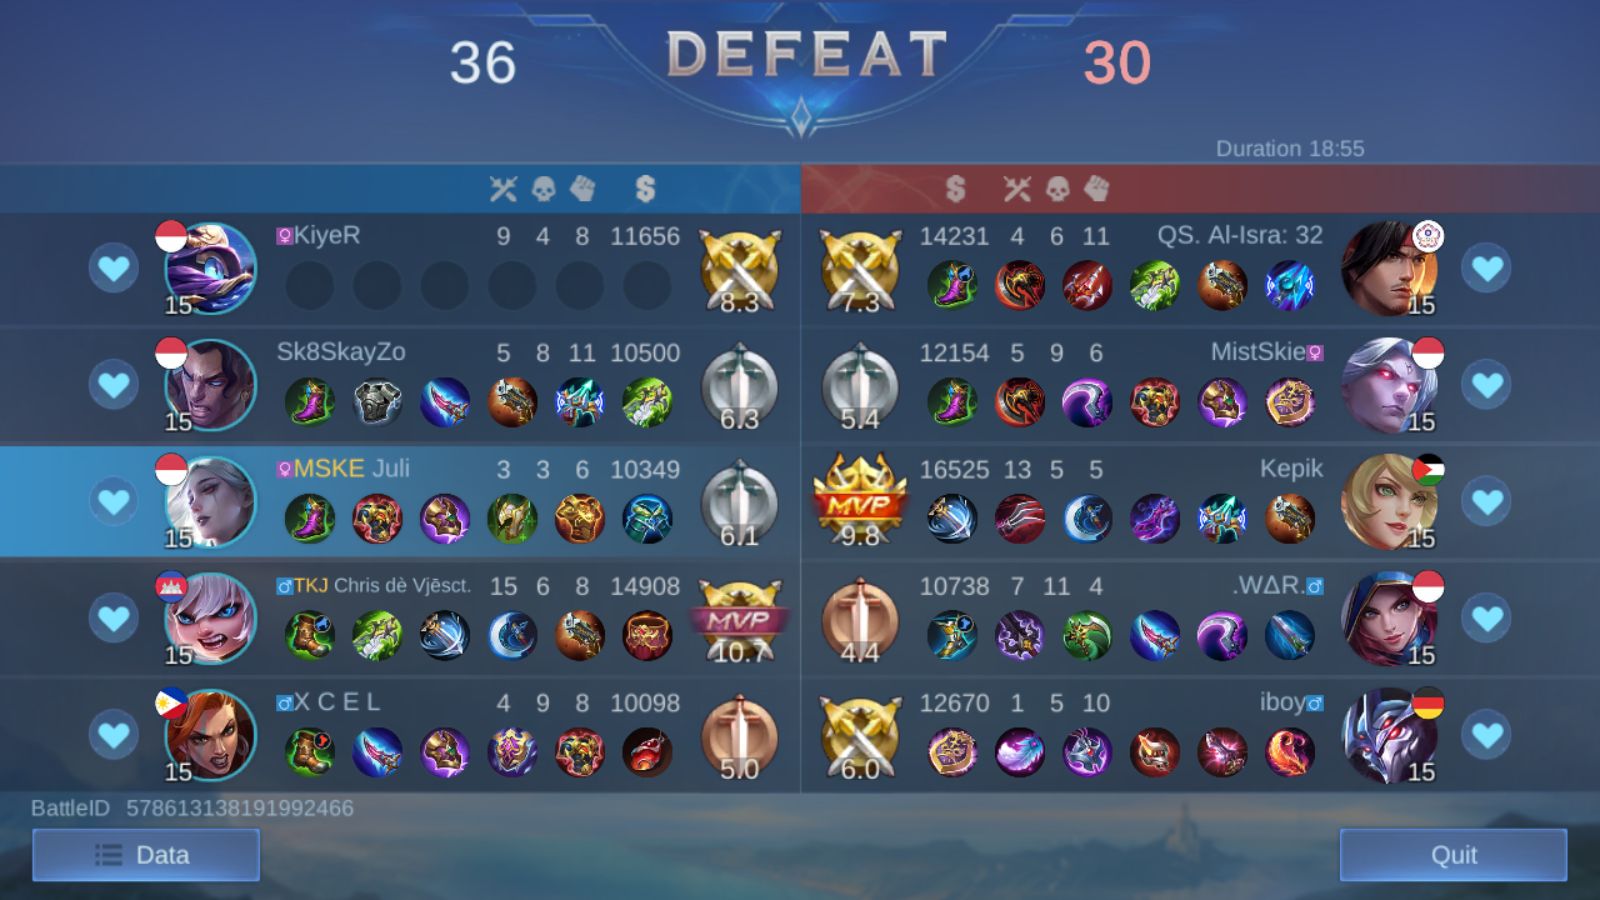 36 DEFEAT 30
Duration 18:55
KiyeR 9 4 8 11656 8.3 15
7.3 14231 4 6 11 QS. Al-Isra: 32 15
Sk8SkayZo 5 8 11 10500 6.3 15
5.4 12154 5 9 6 MistSkie 15
MSKE Juli 3 3 6 10349 6.1 15
MVP 9.8 16525 13 5 5 Kepik 15
TKJ Chris dè Vjēsct. 15 6 8 14908 MVP 10.7 15
4.4 10738 7 11 4 .WΔR. 15
X C E L 4 9 8 10098 5.0 15
6.0 12670 1 5 10 iboy 15
BattleID 578613138191992466
Data
Quit